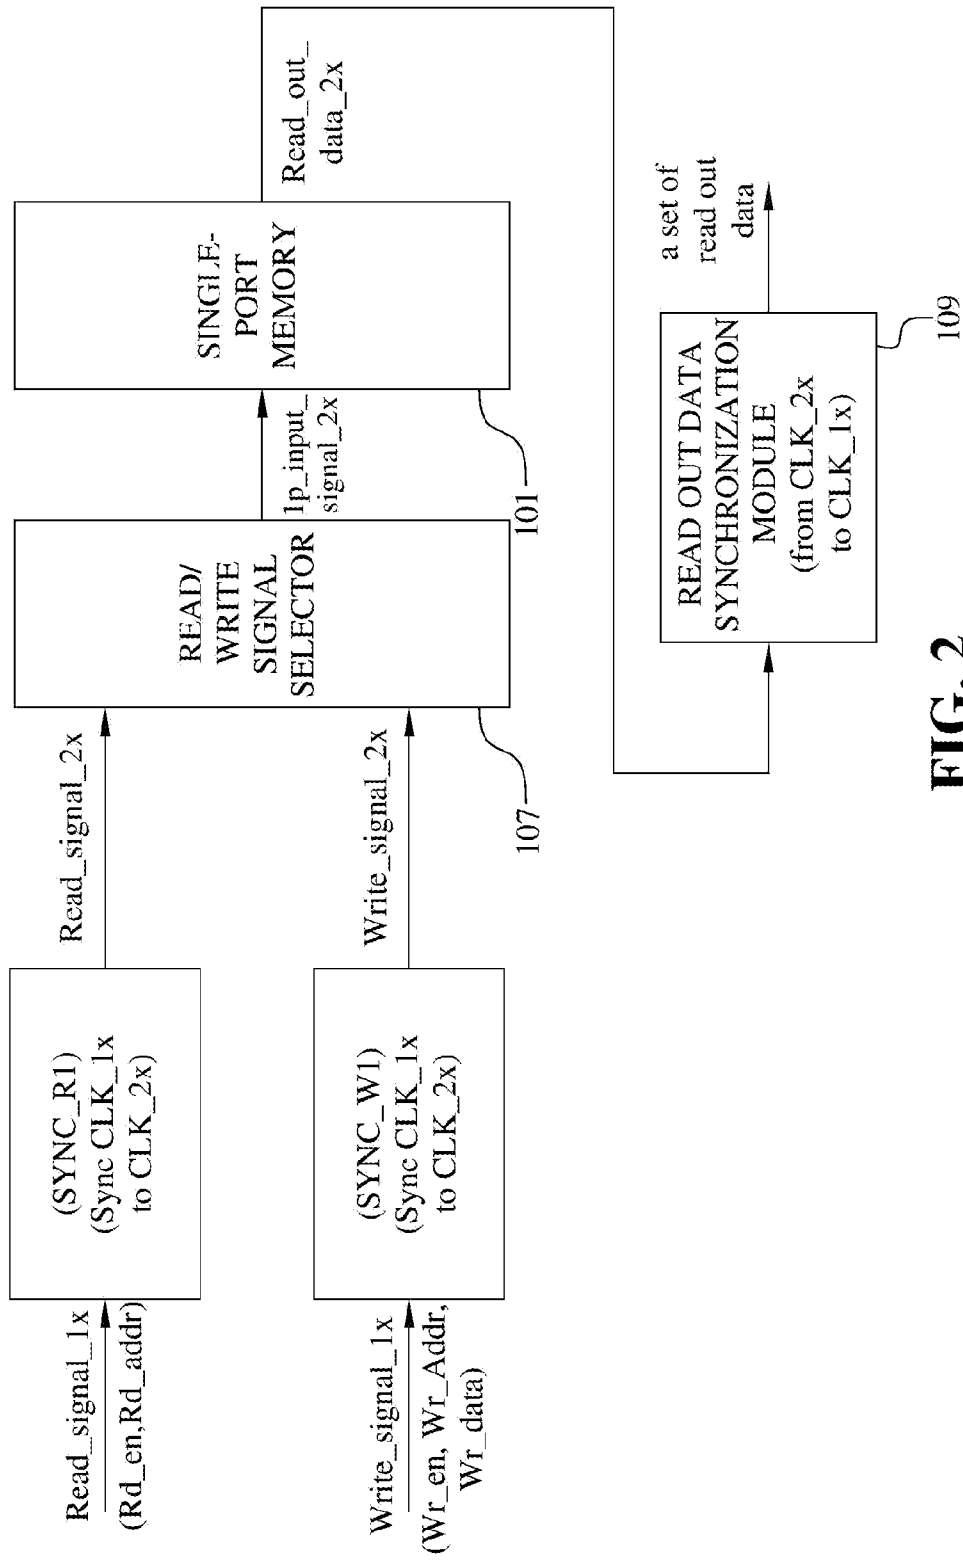 Read_signal_1x
(Rd_en,Rd_addr)
(SYNC_R1)
(Sync CLK_1x
to CLK_2x)
Read_signal_2x
Write_signal_1x
(Wr_en, Wr_Addr,
Wr_data)
(SYNC_W1)
(Sync CLK_1x
to CLK_2x)
Write_signal_2x
READ/
WRITE
SIGNAL
SELECTOR
107
1p_input_
signal_2x
SINGLE-
PORT
MEMORY
101
Read_out_
data_2x
READ OUT DATA
SYNCHRONIZATION
MODULE
(from CLK_2x
to CLK_1x)
109
a set of
read out
data
FIG. 2